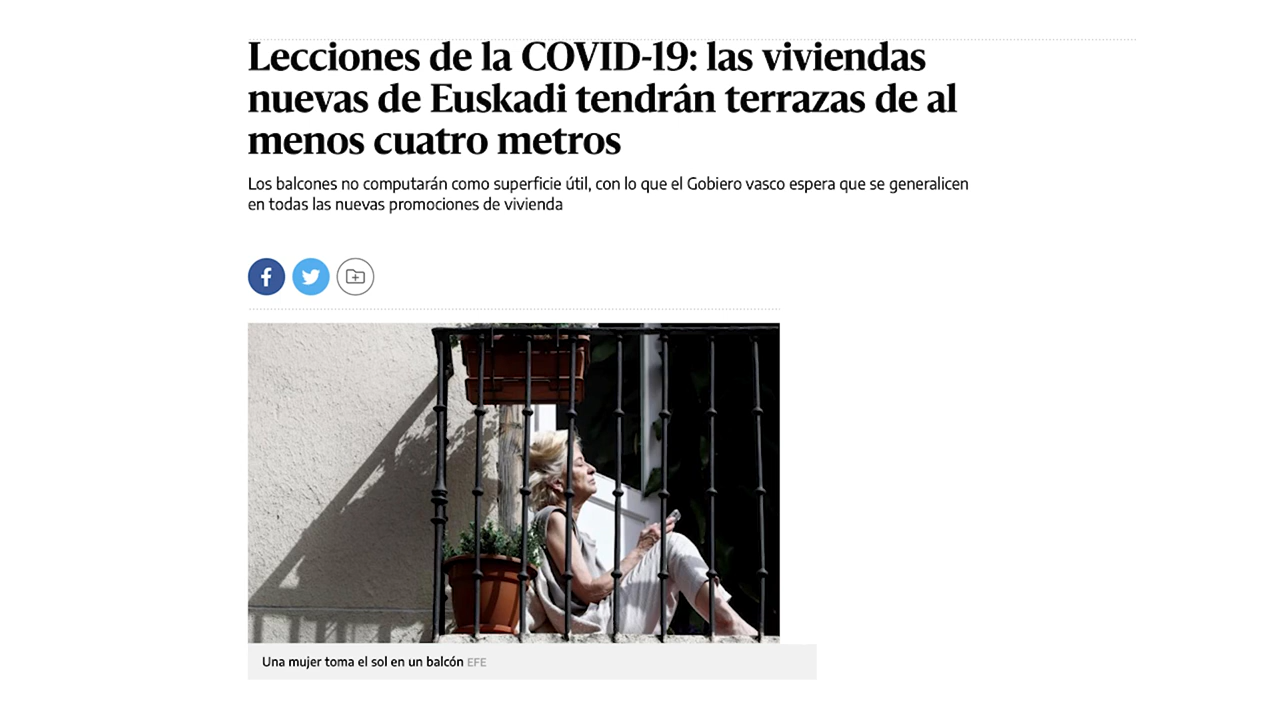 Lecciones de la COVID-19: las viviendas
nuevas de Euskadi tendrán terrazas de al
menos cuatro metros
Los balcones no computarán como superficie útil, con lo que el Gobiero vasco espera que se generalicen
en todas las nuevas promociones de vivienda
Una mujer toma el sol en un balcón EFE